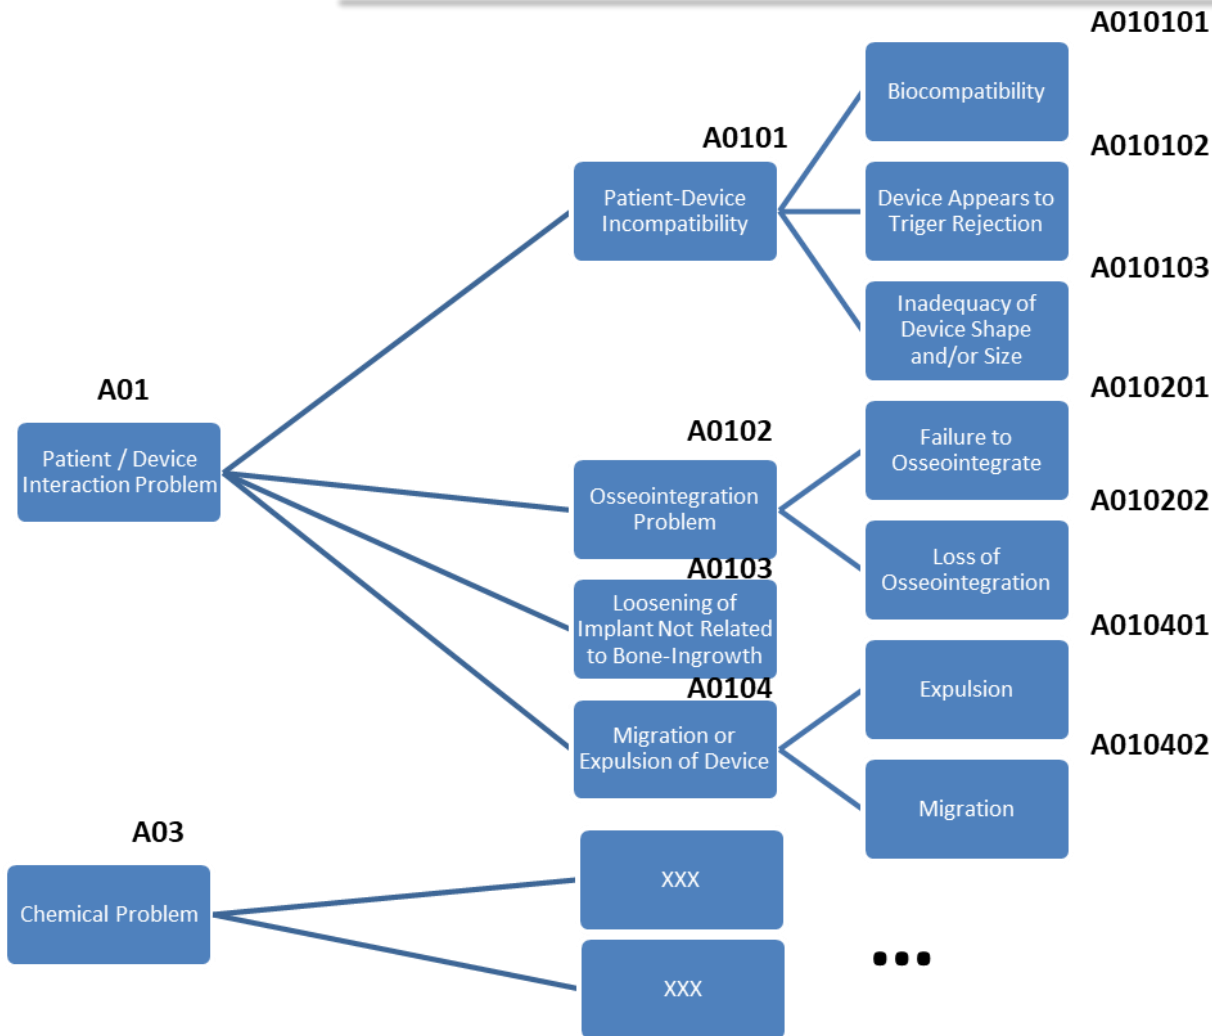 A010101
Biocompatibility
A0101
A010102
Patient-Device
Incompatibility
Device Appears to
Triger Rejection
A010103
Inadequacy of
Device Shape
and/or Size
A01
A010201
Patient / Device
Interaction Problem
A0102
Failure to
Osseointegrate
Osseointegration
Problem
A010202
A0103
Loss of
Osseointegration
Loosening of
Implant Not Related
to Bone-Ingrowth
A010401
A0104
Expulsion
Migration or
Expulsion of Device
A010402
Migration
A03
Chemical Problem
XXX
XXX
...